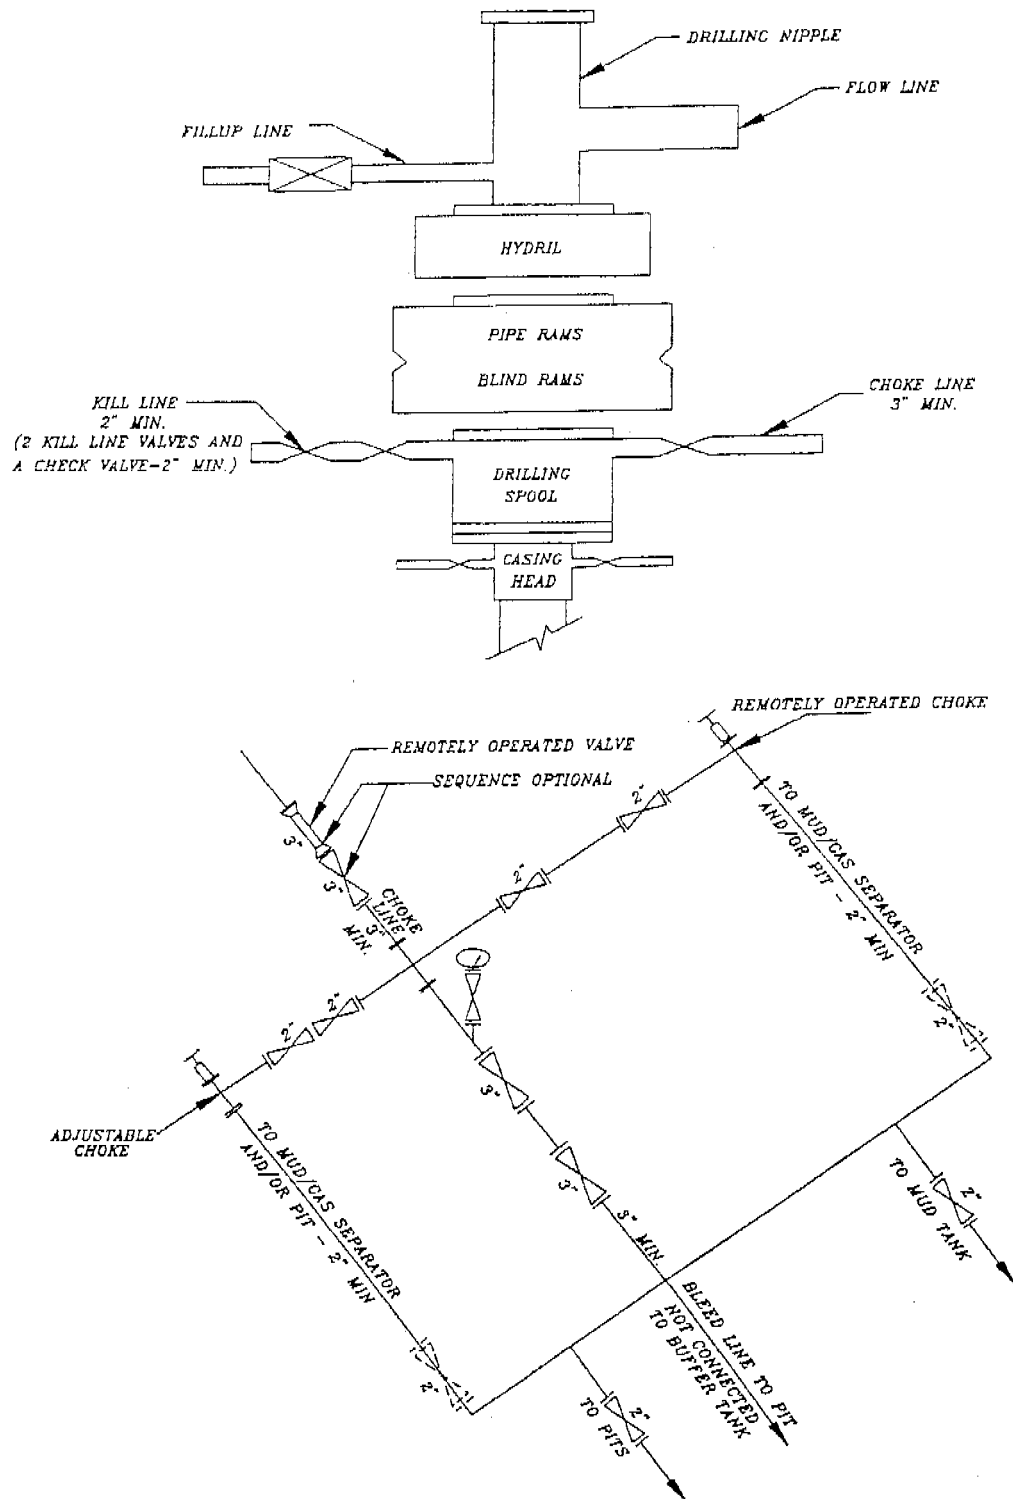 DRILLING NIPPLE
FLOW LINE
FILLUP LINE
HYDRIL
PIPE RAMS
BLIND RAMS
KILL LINE
2" MIN.
(2 KILL LINE VALVES AND
A CHECK VALVE-2" MIN.)
CHOKE LINE
3" MIN.
DRILLING
SPOOL
CASING
HEAD
REMOTELY OPERATED CHOKE
REMOTELY OPERATED VALVE
SEQUENCE OPTIONAL
3"
3"
CHOKE
LINE
3"
MIN.
2"
2"
TO MUD/GAS SEPARATOR
AND/OR PIT - 2" MIN
2"
2"
2"
ADJUSTABLE
CHOKE
TO MUD/GAS SEPARATOR
AND/OR PIT - 2" MIN
2"
3"
3"
3" MIN.
BLEED LINE TO PIT
NOT CONNECTED
TO BUFFER TANK
2"
TO MUD TANK
2"
TO PITS